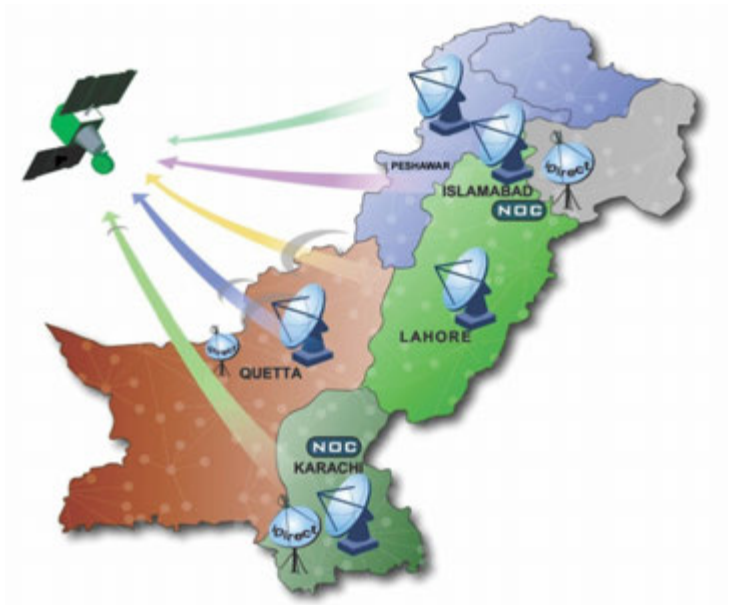 PESHAWAR
ISLAMABAD
iDirect
NOC
LAHORE
iDirect
QUETTA
NOC
KARACHI
iDirect